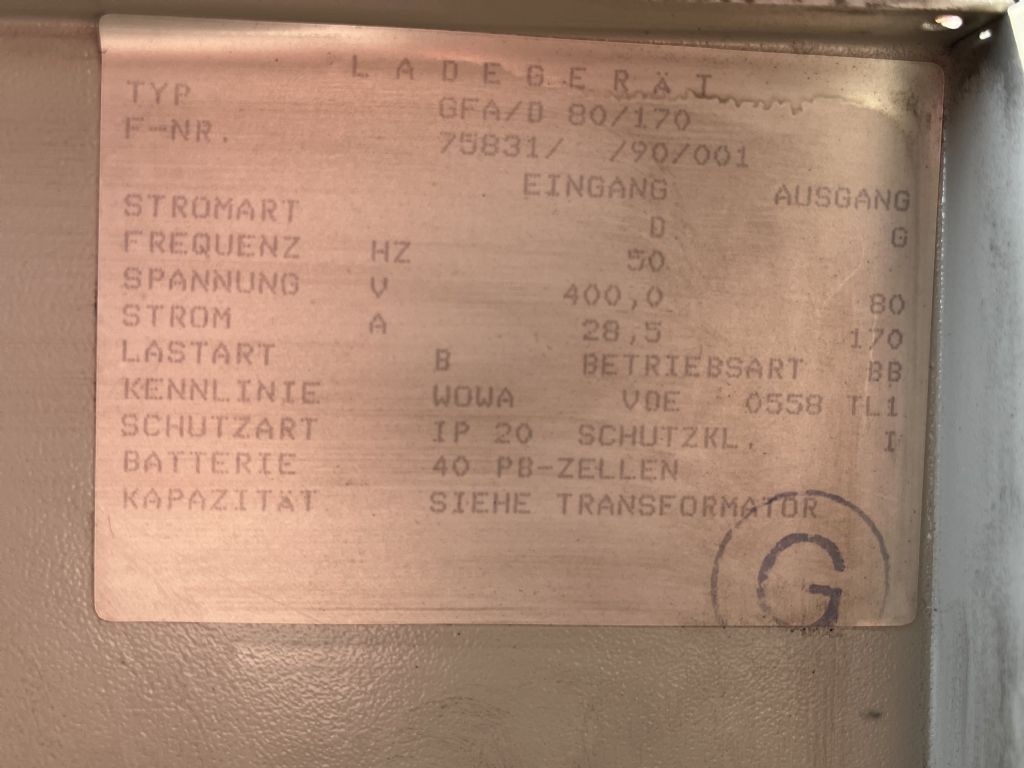 LADEGERÄT
TYP GFA/D 80/170
F-NR. 75831/ /90/001
EINGANG AUSGANG
STROMART D G
FREQUENZ HZ 50
SPANNUNG V 400,0 80
STROM A 28,5 170
LASTART B BETRIEBSART BB
KENNLINIE WOWA VDE 0558 TL1
SCHUTZART IP 20 SCHUTZKL. I
BATTERIE 40 PB-ZELLEN
KAPAZITÄT SIEHE TRANSFORMATOR
G